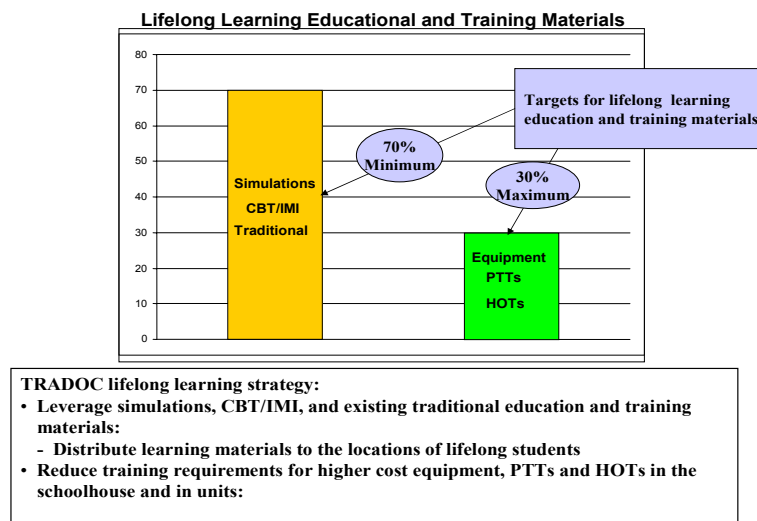 Lifelong Learning Educational and Training Materials
80
70
60
50
40
30
20
10
0
Targets for lifelong learning
education and training materials
70%
Minimum
30%
Maximum
Simulations
CBT/IMI
Traditional
Equipment
PTTs
HOTs
TRADOC lifelong learning strategy:
• Leverage simulations, CBT/IMI, and existing traditional education and training
materials:
- Distribute learning materials to the locations of lifelong students
• Reduce training requirements for higher cost equipment, PTTs and HOTs in the
schoolhouse and in units: